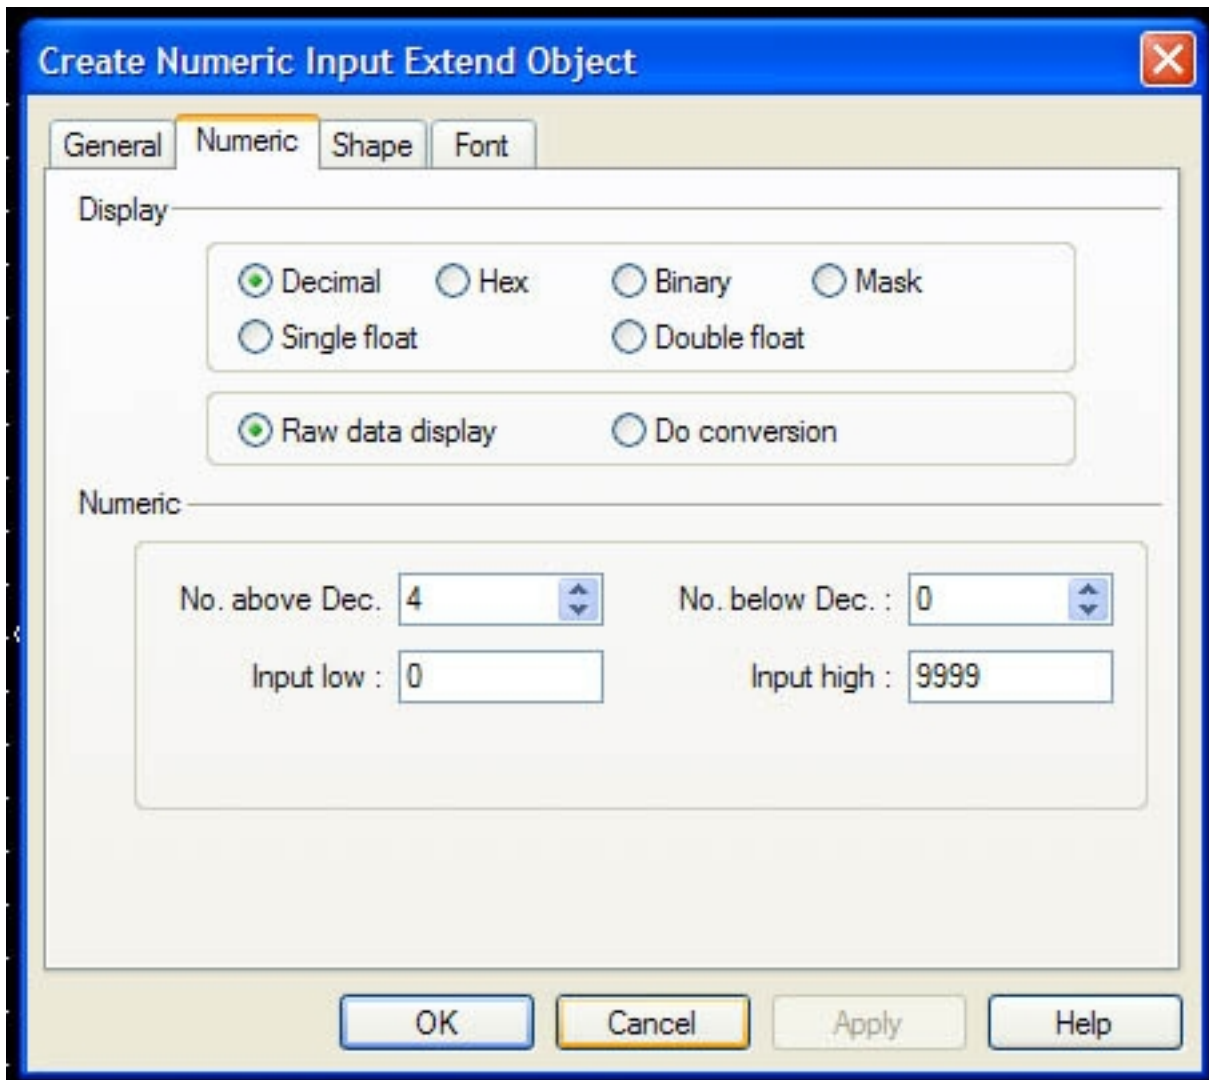 Create Numeric Input Extend Object
General Numeric Shape Font
Display
Decimal Hex Binary Mask
Single float Double float
Raw data display Do conversion
Numeric
No. above Dec. 4 No. below Dec. : 0
Input low : 0 Input high : 9999
OK Cancel Apply Help